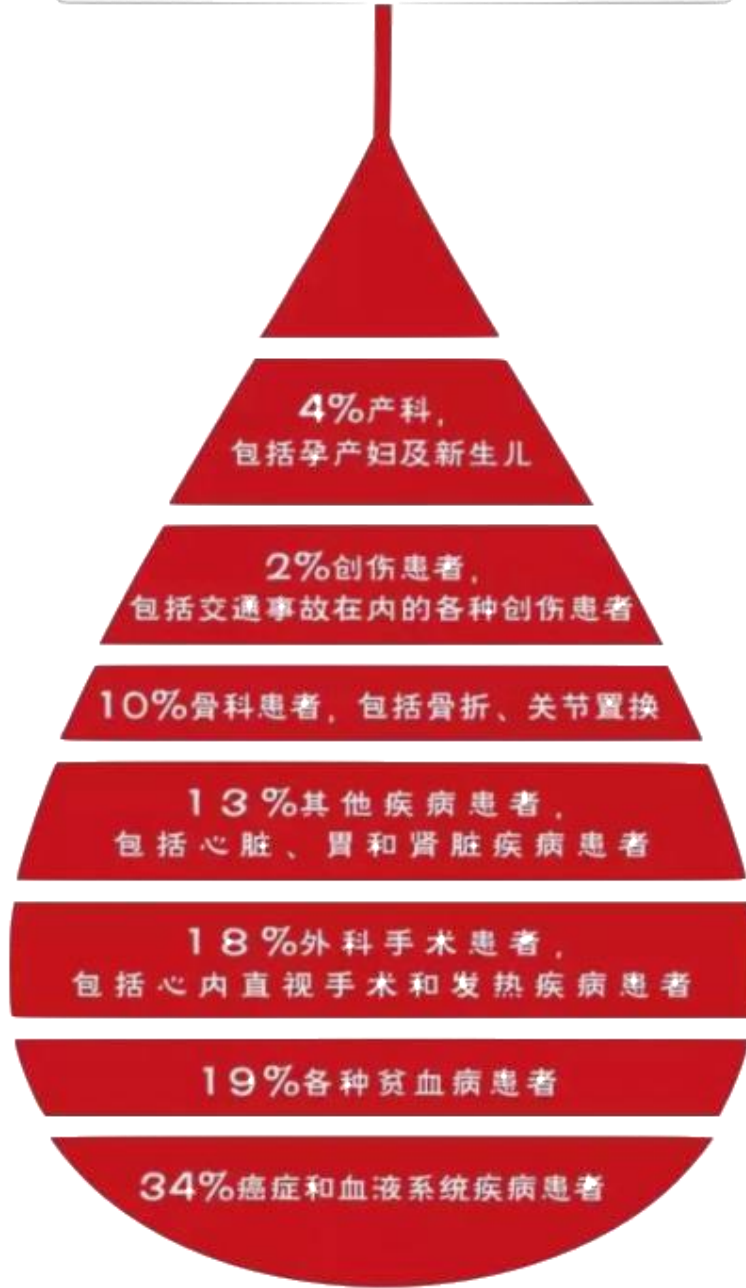 4%产科，
包括孕产妇及新生儿
2%创伤患者，
包括交通事故在内的各种创伤患者
10%骨科患者，包括骨折、关节置换
13%其他疾病患者，
包括心脏、胃和肾脏疾病患者
18%外科手术患者，
包括心内直视手术和发热疾病患者
19%各种贫血病患者
34%癌症和血液系统疾病患者